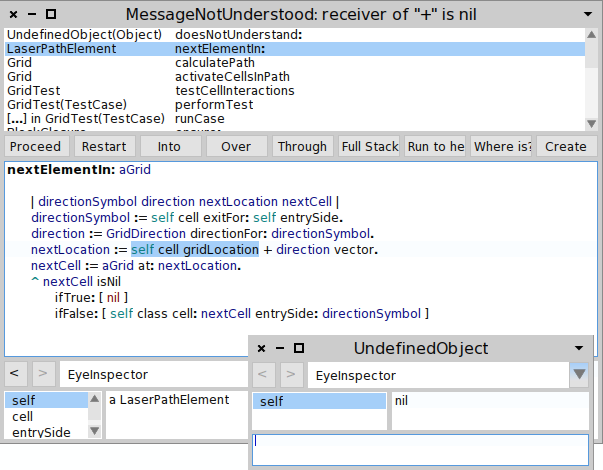 MessageNotUnderstood: receiver of "+" is nil
UndefinedObject(Object) doesNotUnderstand:
LaserPathElement nextElementIn:
Grid calculatePath
Grid activateCellsInPath
GridTest testCellInteractions
GridTest(TestCase) performTest
[...] in GridTest(TestCase) runCase
BlockClosure ensure:
Proceed Restart Into Over Through Full Stack Run to he Where is? Create
nextElementIn: aGrid
| directionSymbol direction nextLocation nextCell |
directionSymbol := self cell exitFor: self entrySide.
direction := GridDirection directionFor: directionSymbol.
nextLocation := self cell gridLocation + direction vector.
nextCell := aGrid at: nextLocation.
^ nextCell isNil
ifTrue: [ nil ]
ifFalse: [ self class cell: nextCell entrySide: directionSymbol ]
< > EyeInspector
self
cell
entrySide
a LaserPathElement
UndefinedObject
< > EyeInspector
self
nil